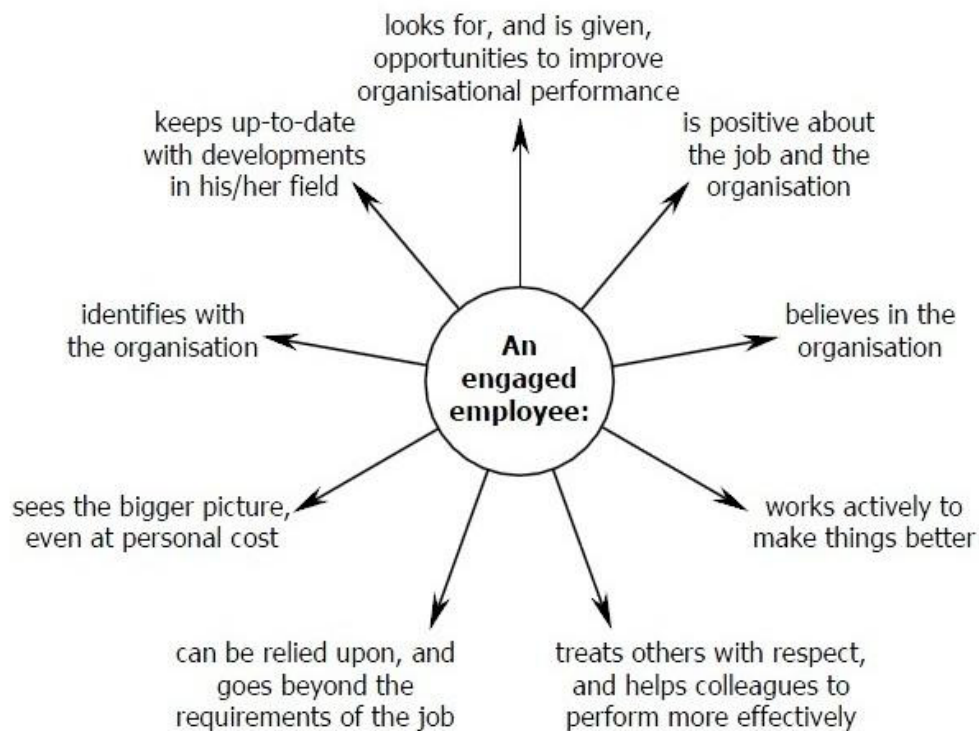 looks for, and is given,
opportunities to improve
organisational performance
keeps up-to-date
with developments
in his/her field
is positive about
the job and the
organisation
identifies with
the organisation
An
engaged
employee:
believes in the
organisation
sees the bigger picture,
even at personal cost
works actively to
make things better
can be relied upon, and
goes beyond the
requirements of the job
treats others with respect,
and helps colleagues to
perform more effectively